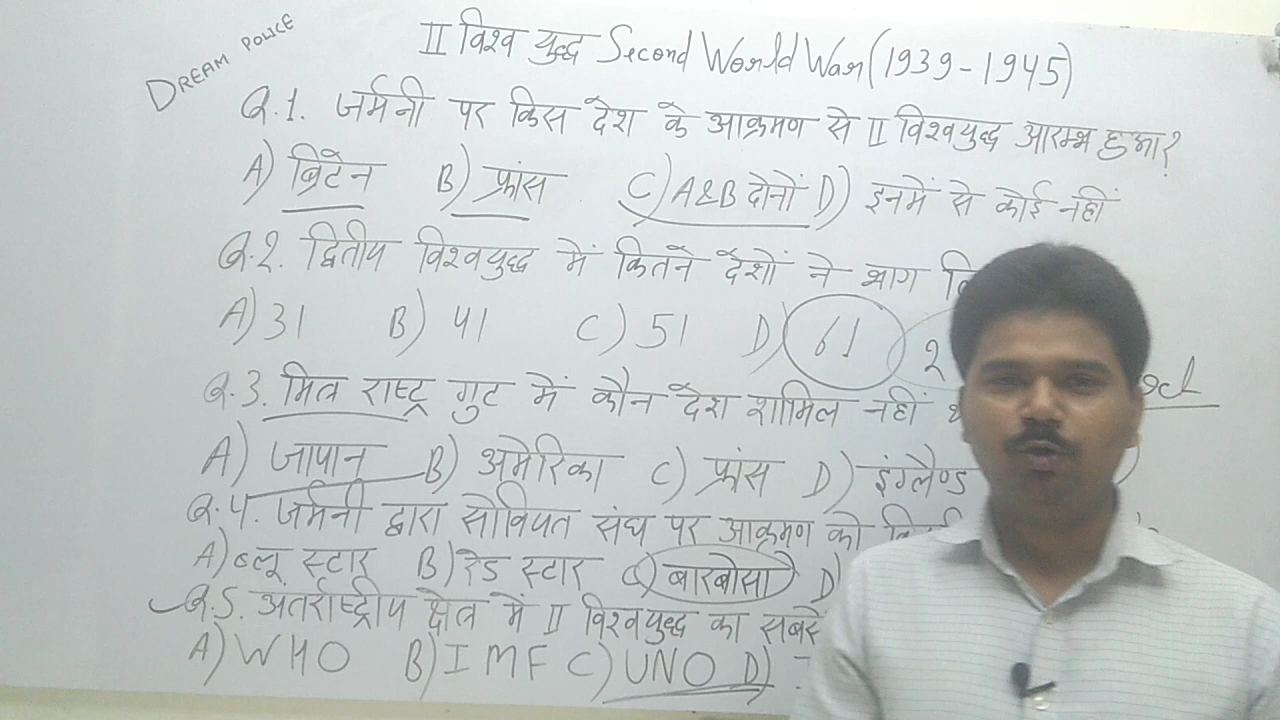 DREAM POLICE
II विश्व युद्ध Second World War (1939-1945)
Q.1. जर्मनी पर किस देश के आक्रमण से II विश्वयुद्ध आरम्भ हुआ?
A) ब्रिटेन B) फ्रांस C) A&B दोनों D) इनमें से कोई नहीं
Q.2. द्वितीय विश्वयुद्ध में कितने देशों ने भाग
A) 31 B) 41 C) 51 D) 61 2
Q.3. मित्र राष्ट्र गुट में कौन देश शामिल नहीं
A) जापान B) अमेरिका C) फ्रांस D) इंग्लैण्ड
Q.4. जर्मनी द्वारा सोवियत संघ पर आक्रमण को
A) ब्लू स्टार B) रेड स्टार C) बारबोसा D)
Q.5. अंतर्राष्ट्रीय क्षेत्र में II विश्वयुद्ध का सबसे
A) WHO B) IMF C) UNO D)